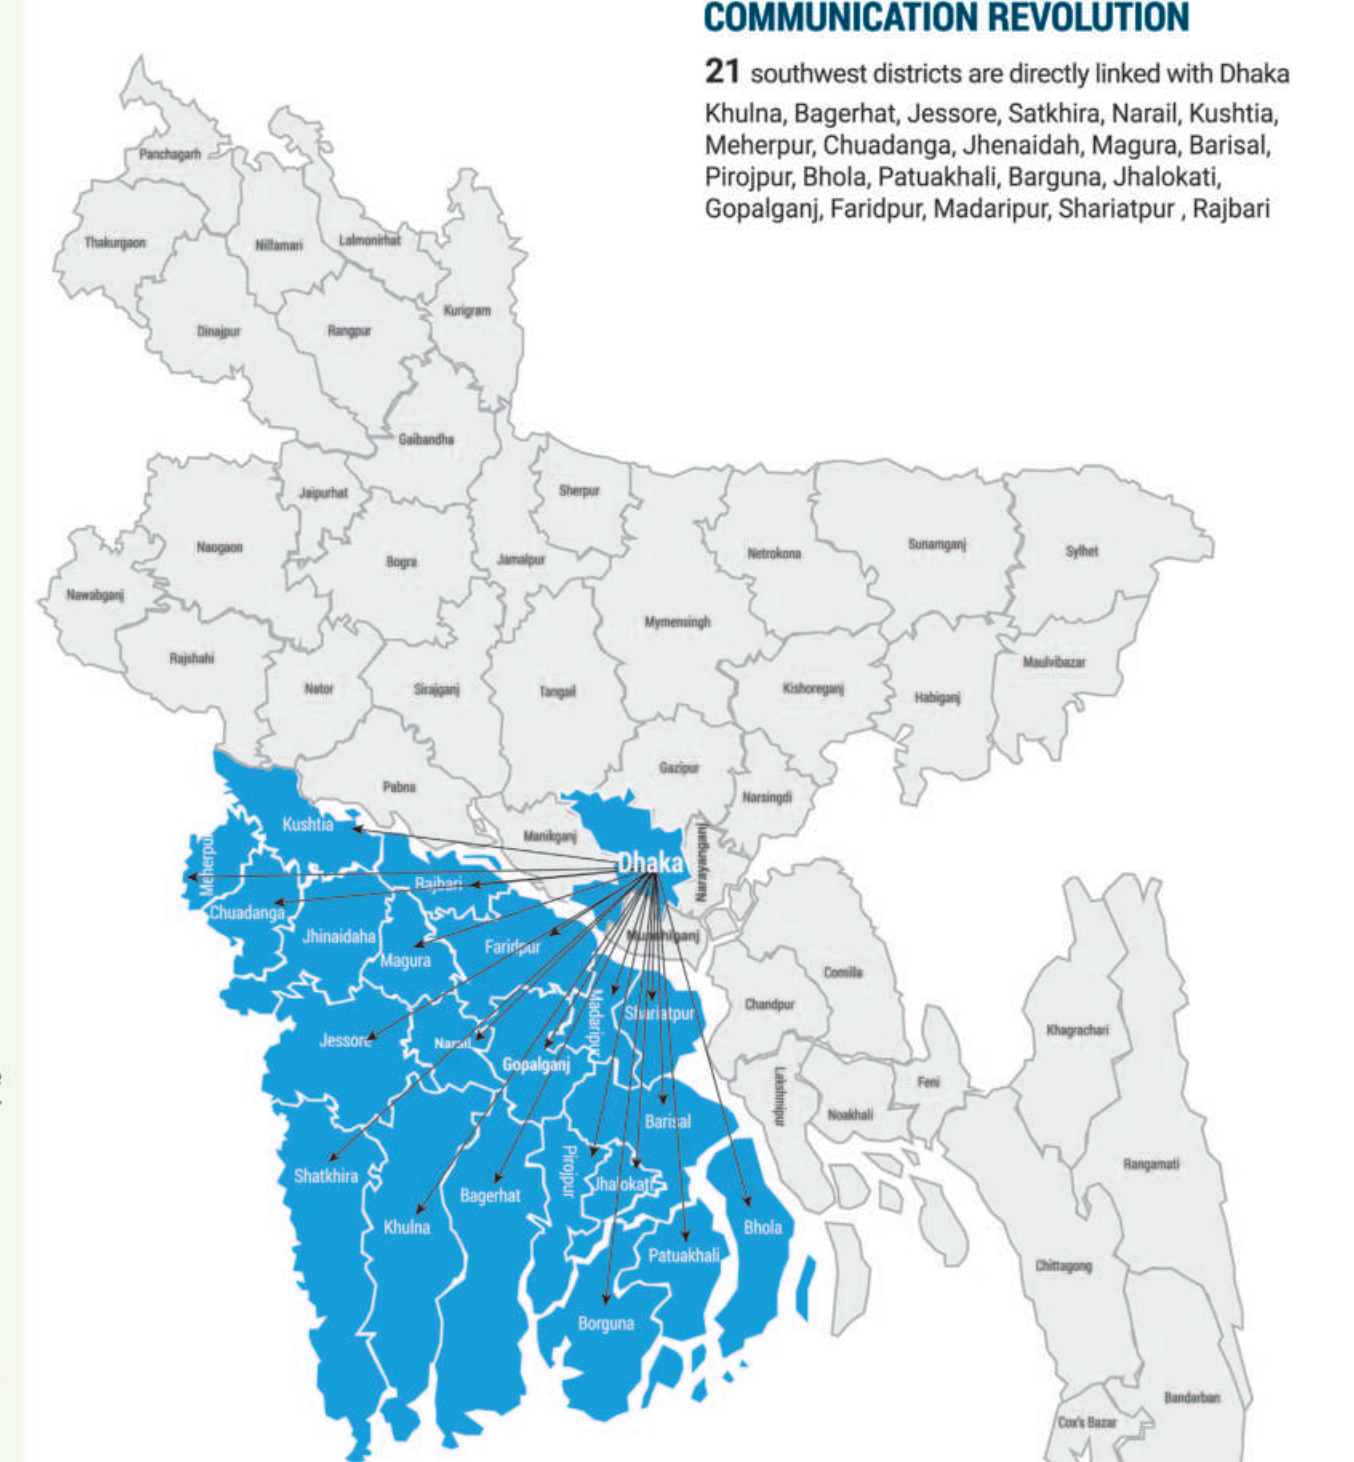 COMMUNICATION REVOLUTION
21 southwest districts are directly linked with Dhaka
Khulna, Bagerhat, Jessore, Satkhira, Narail, Kushtia,
Meherpur, Chuadanga, Jhenaidah, Magura, Barisal,
Pirojpur, Bhola, Patuakhali, Barguna, Jhalokati,
Gopalganj, Faridpur, Madaripur, Shariatpur , Rajbari
Panchagarh
Thakurgaon
Nilfamari
Lalmonirhat
Kurigram
Dinajpur
Rangpur
Gaibandha
Jaipurhat
Sherpur
Naogaon
Bogra
Jamalpur
Netrokona
Sunamganj
Sylhet
Nawabganj
Mymensingh
Rajshahi
Nator
Sirajganj
Tangail
Kishoreganj
Habiganj
Maulvibazar
Gazipur
Pabna
Narsingdi
Kushtia
Manikganj
Dhaka
Narayanganj
Meherpur
Rajbari
Chuadanga
Jhinaidaha
Magura
Faridpur
Munshiganj
Comilla
Chandpur
Madaripur
Shariatpur
Khagrachari
Jessore
Narail
Gopalganj
Lakshmipur
Feni
Noakhali
Barisal
Rangamati
Shatkhira
Pirojpur
Jhalokati
Bagerhat
Khulna
Bhola
Patuakhali
Chittagong
Borguna
Bandarban
Cox's Bazar